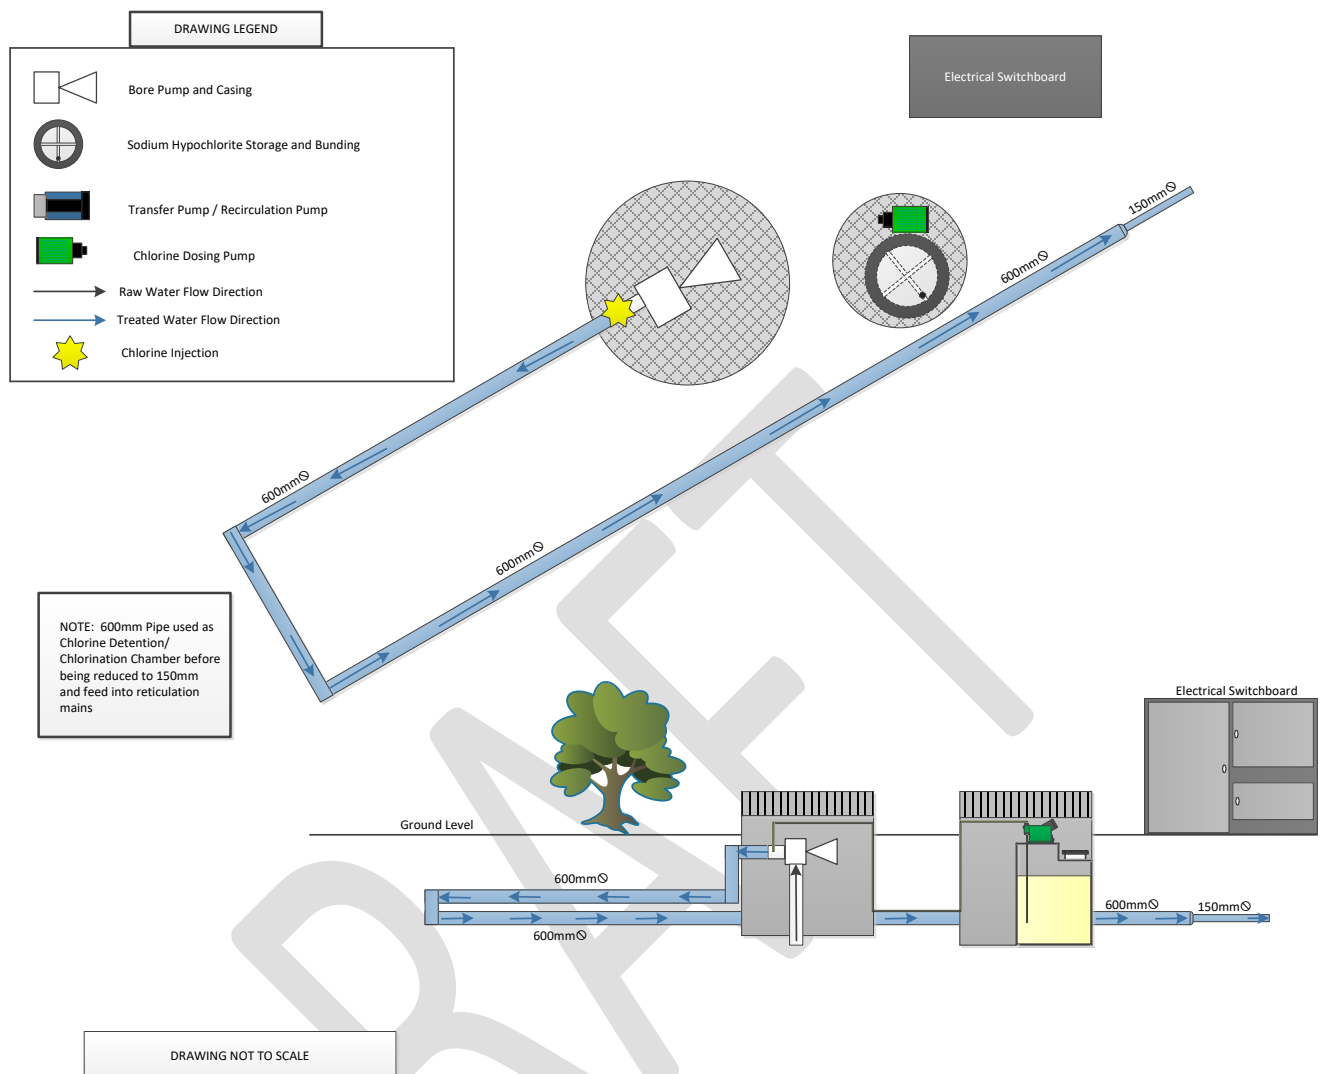 DRAWING LEGEND
Bore Pump and Casing
Sodium Hypochlorite Storage and Bunding
Transfer Pump / Recirculation Pump
Chlorine Dosing Pump
Raw Water Flow Direction
Treated Water Flow Direction
Chlorine Injection
Electrical Switchboard
150mm⦸
600mm⦸
600mm⦸
600mm⦸
NOTE: 600mm Pipe used as
Chlorine Detention/
Chlorination Chamber before
being reduced to 150mm
and feed into reticulation
mains
Electrical Switchboard
Ground Level
600mm⦸
600mm⦸
600mm⦸
150mm⦸
DRAWING NOT TO SCALE
DRAFT